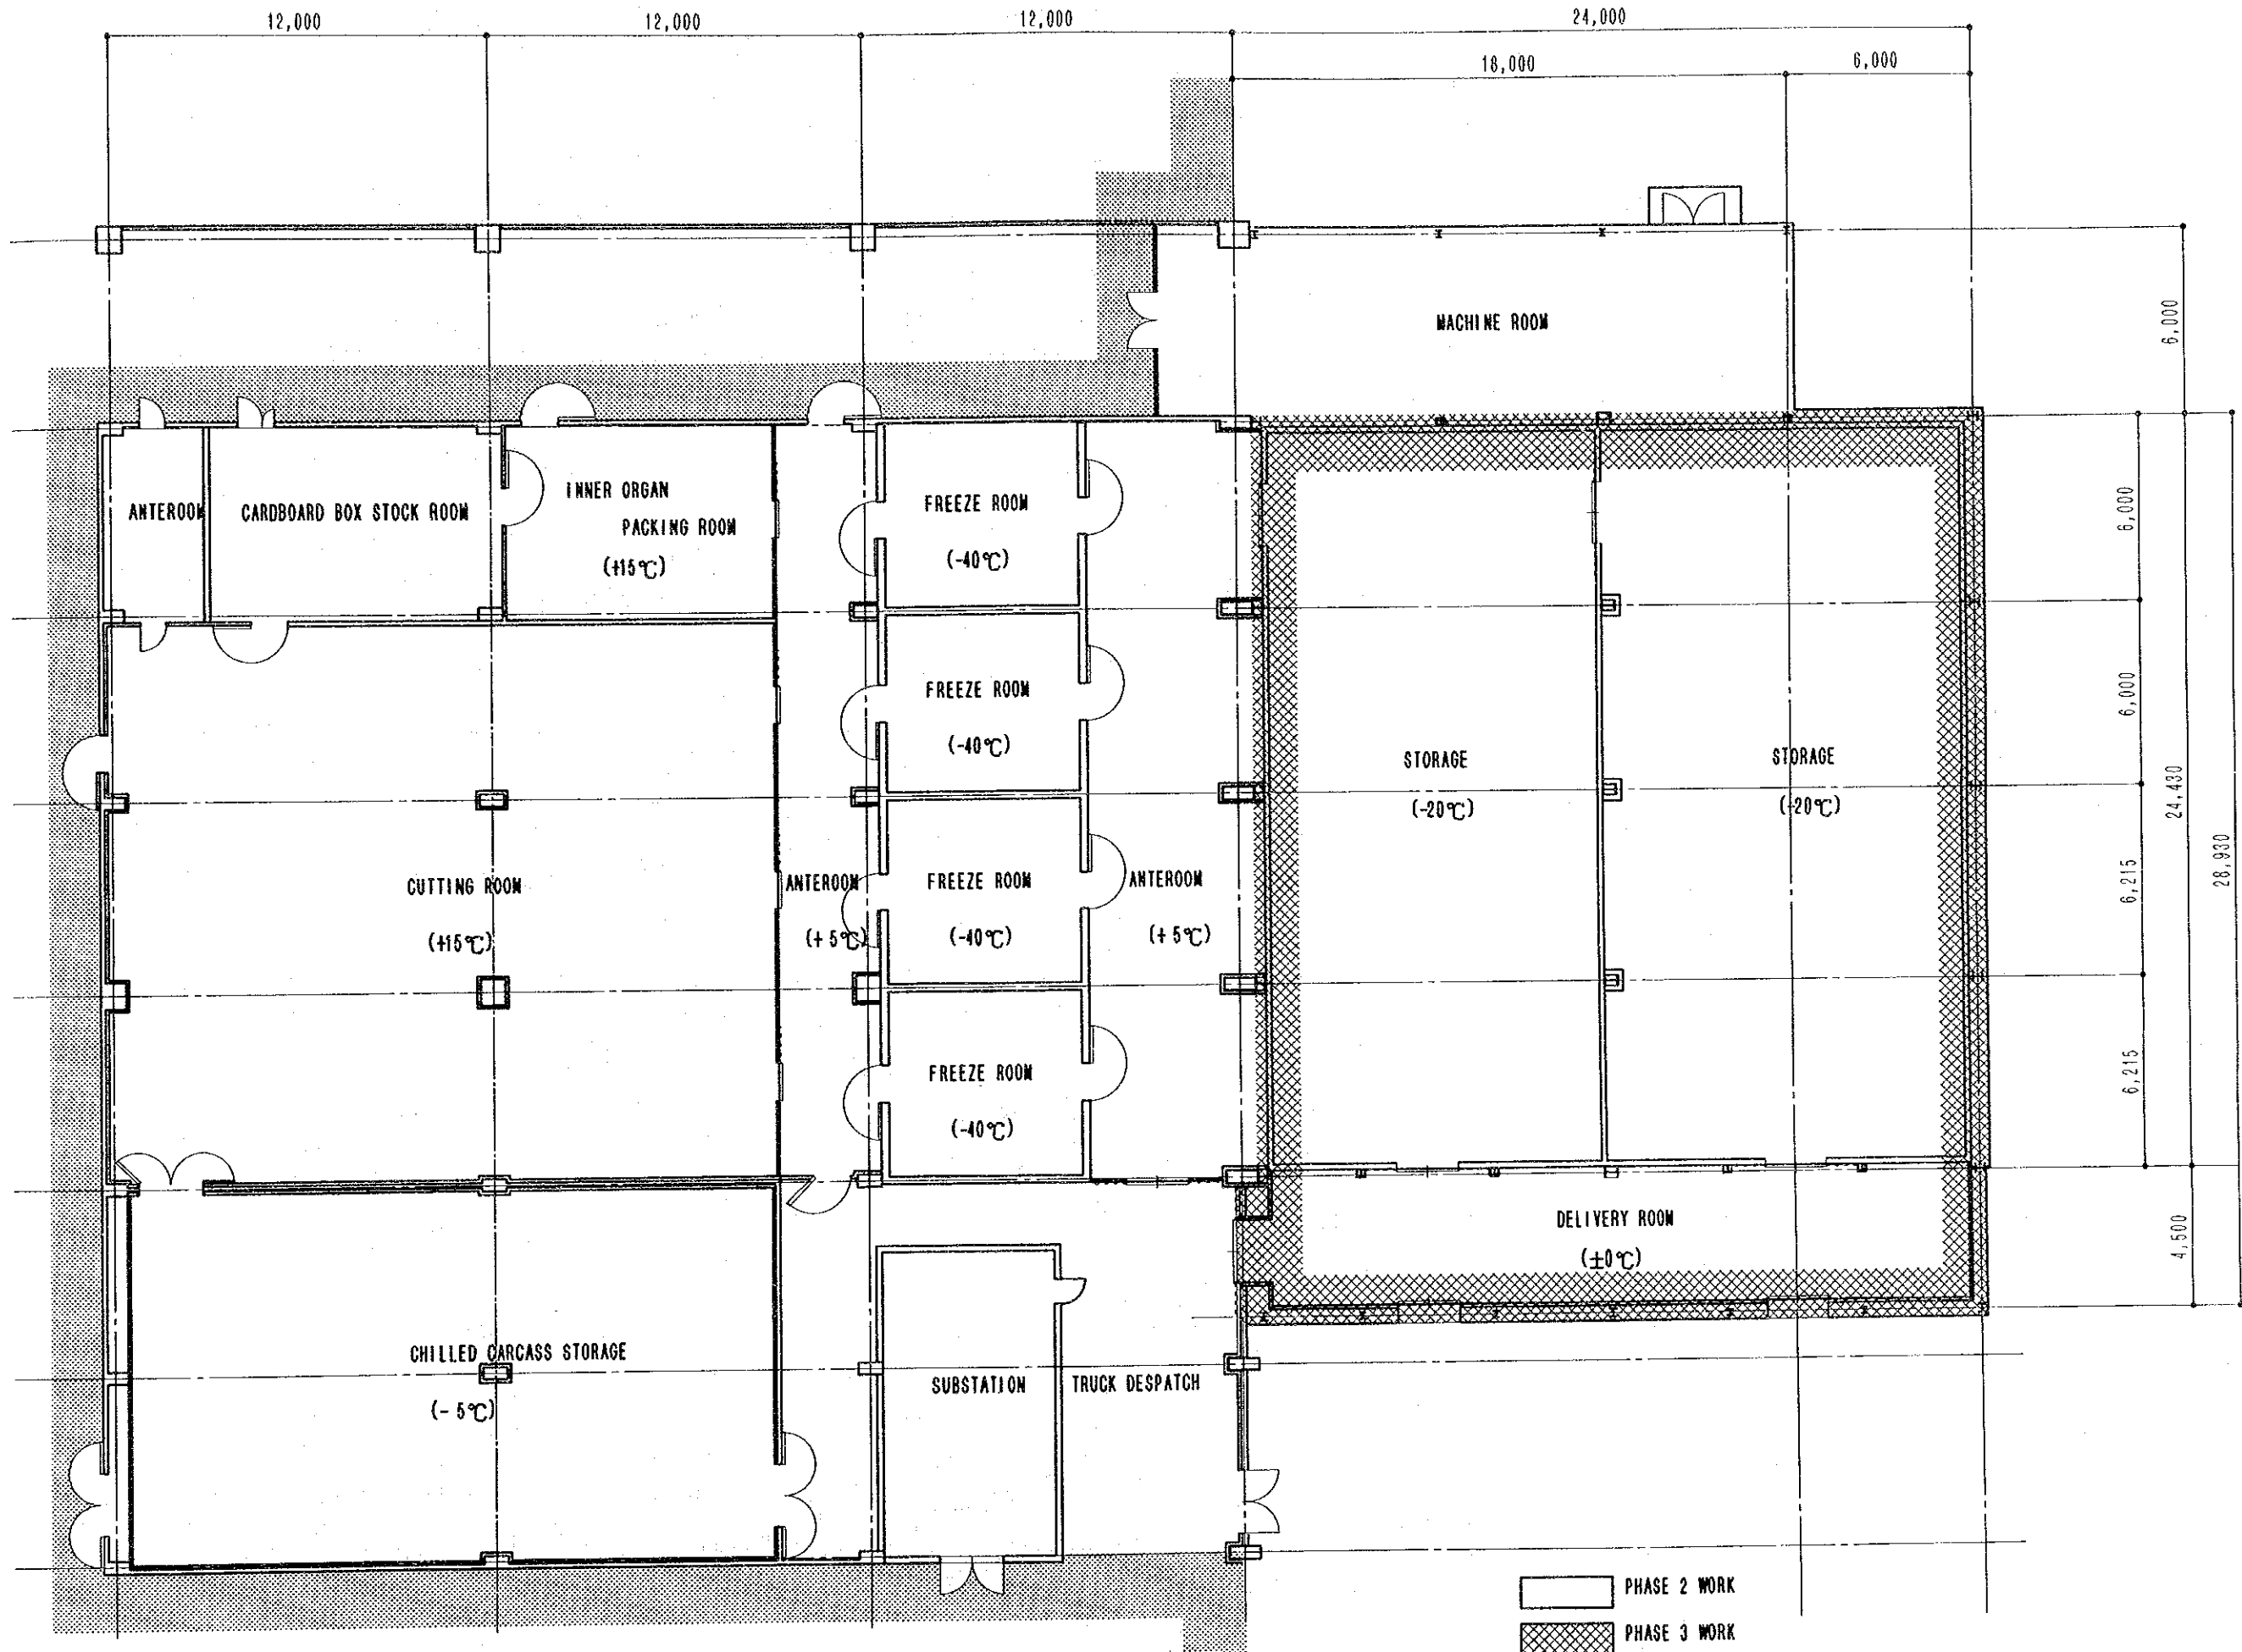 12,000
12,000
12,000
24,000
18,000
6,000
MACHINE ROOM
6,000
ANTEROOM
CARDBOARD BOX STOCK ROOM
INNER ORGAN
PACKING ROOM
(+15℃)
FREEZE ROOM
(-40℃)
6,000
FREEZE ROOM
(-40℃)
6,000
STORAGE
(-20℃)
STORAGE
(-20℃)
24,430
28,930
CUTTING ROOM
(+15℃)
ANTEROOM
(+ 5℃)
FREEZE ROOM
(-40℃)
ANTEROOM
(+ 5℃)
6,215
FREEZE ROOM
(-40℃)
6,215
DELIVERY ROOM
(±0℃)
4,500
CHILLED CARCASS STORAGE
(- 5℃)
SUBSTATION
TRUCK DESPATCH
PHASE 2 WORK
PHASE 3 WORK